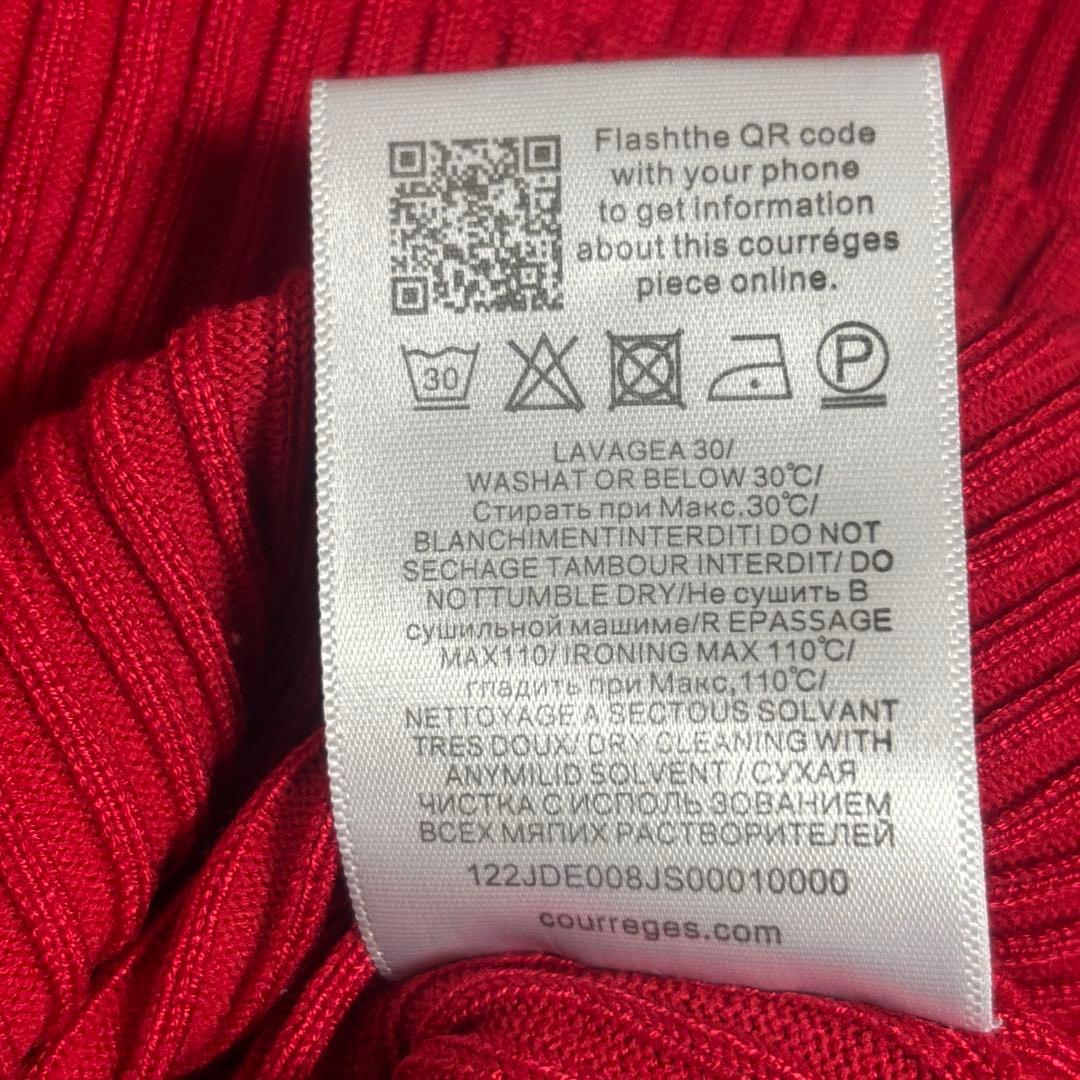 Flashthe QR code
with your phone
to get information
about this courréges
piece online.
30
P
LAVAGEA 30/
WASHAT OR BELOW 30℃/
Стирать при Макс.30℃/
BLANCHIMENTINTERDITI DO NOT
SECHAGE TAMBOUR INTERDIT/ DO
NOTTUMBLE DRY/Не сушить В
сушильной машиме/R EPASSAGE
MAX110/ IRONING MAX 110℃/
гладить при Макс,110℃/
NETTOYAGE A SECTOUS SOLVANT
TRES DOUX/ DRY CLEANING WITH
ANYMILID SOLVENT / СУХАЯ
ЧИСТКА С ИСПОЛЬ ЗОВАНИЕМ
ВСЕХ МЯПИХ РАСТВОРИТЕЛЕЙ
122JDE008JS00010000
courreges.com